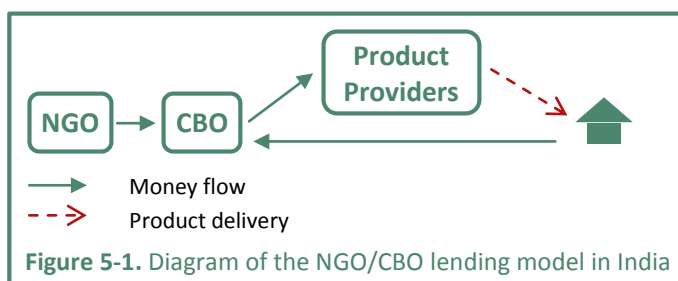 Product
Providers
NGO
CBO
Money flow
Product delivery
Figure 5-1. Diagram of the NGO/CBO lending model in India